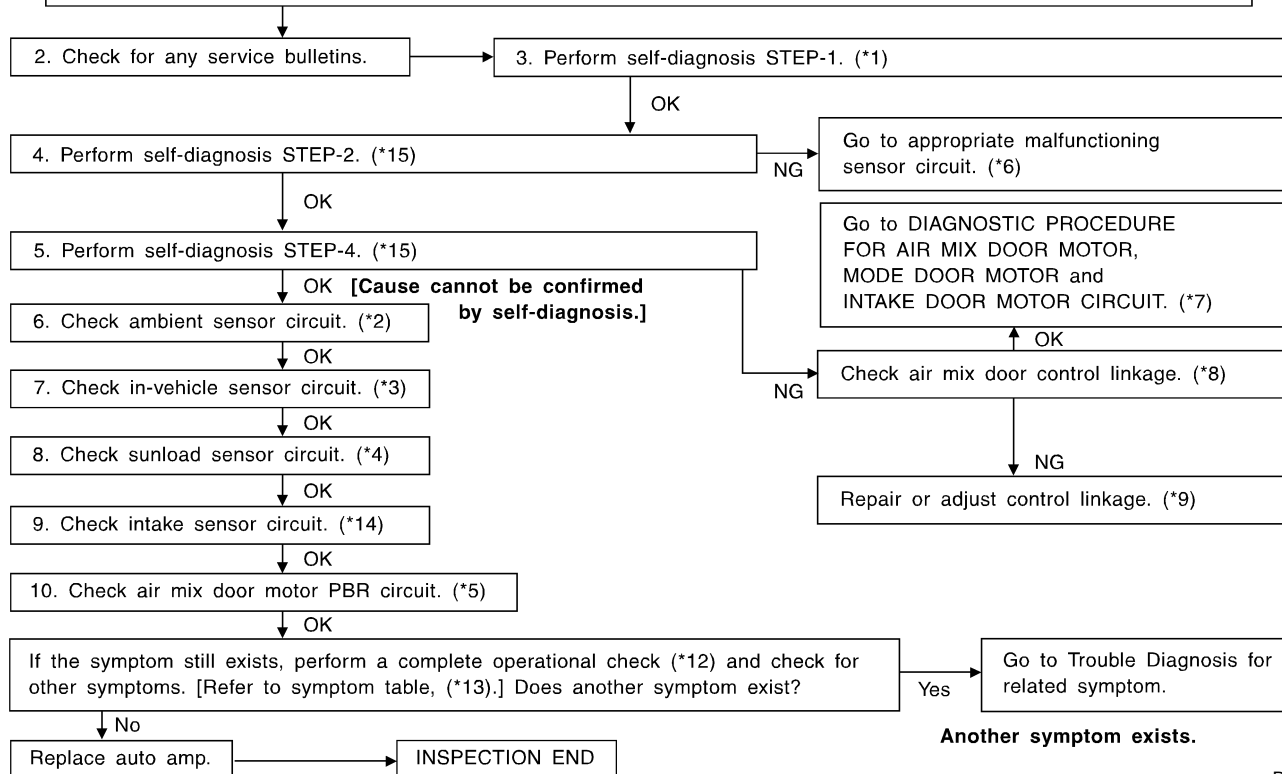 2. Check for any service bulletins.
3. Perform self-diagnosis STEP-1. (*1)
OK
4. Perform self-diagnosis STEP-2. (*15)
NG
Go to appropriate malfunctioning
sensor circuit. (*6)
OK
5. Perform self-diagnosis STEP-4. (*15)
Go to DIAGNOSTIC PROCEDURE
FOR AIR MIX DOOR MOTOR,
MODE DOOR MOTOR and
INTAKE DOOR MOTOR CIRCUIT. (*7)
OK
[Cause cannot be confirmed
by self-diagnosis.]
6. Check ambient sensor circuit. (*2)
OK
OK
NG
Check air mix door control linkage. (*8)
7. Check in-vehicle sensor circuit. (*3)
OK
8. Check sunload sensor circuit. (*4)
NG
OK
Repair or adjust control linkage. (*9)
9. Check intake sensor circuit. (*14)
OK
10. Check air mix door motor PBR circuit. (*5)
OK
If the symptom still exists, perform a complete operational check (*12) and check for
other symptoms. [Refer to symptom table, (*13).] Does another symptom exist?
Yes
Go to Trouble Diagnosis for
related symptom.
Another symptom exists.
No
Replace auto amp.
INSPECTION END